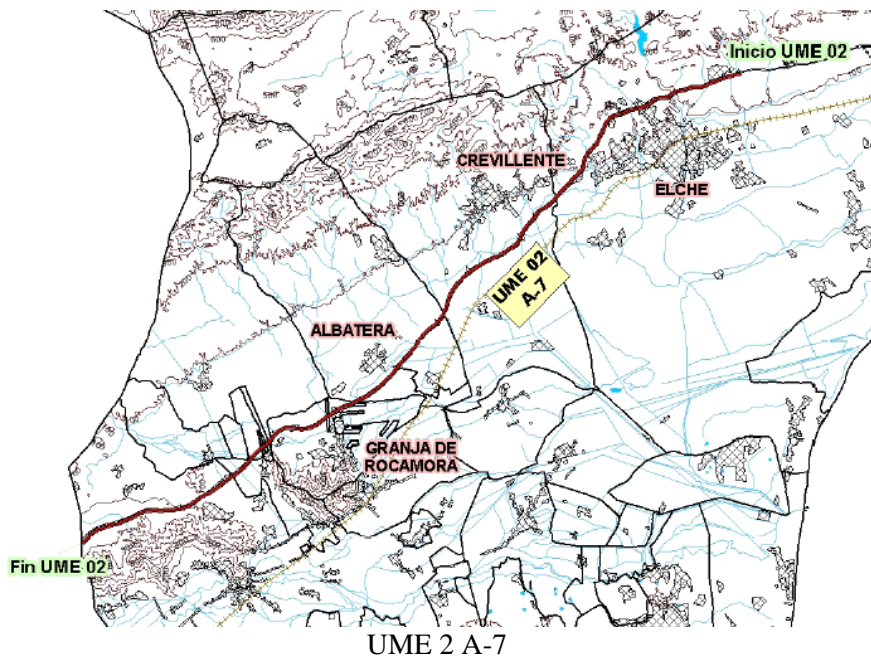 Inicio UME 02
CREVILLENTE
ELCHE
UME 02
A-7
ALBATERA
GRANJA DE
ROCAMORA
Fin UME 02
UME 2 A-7